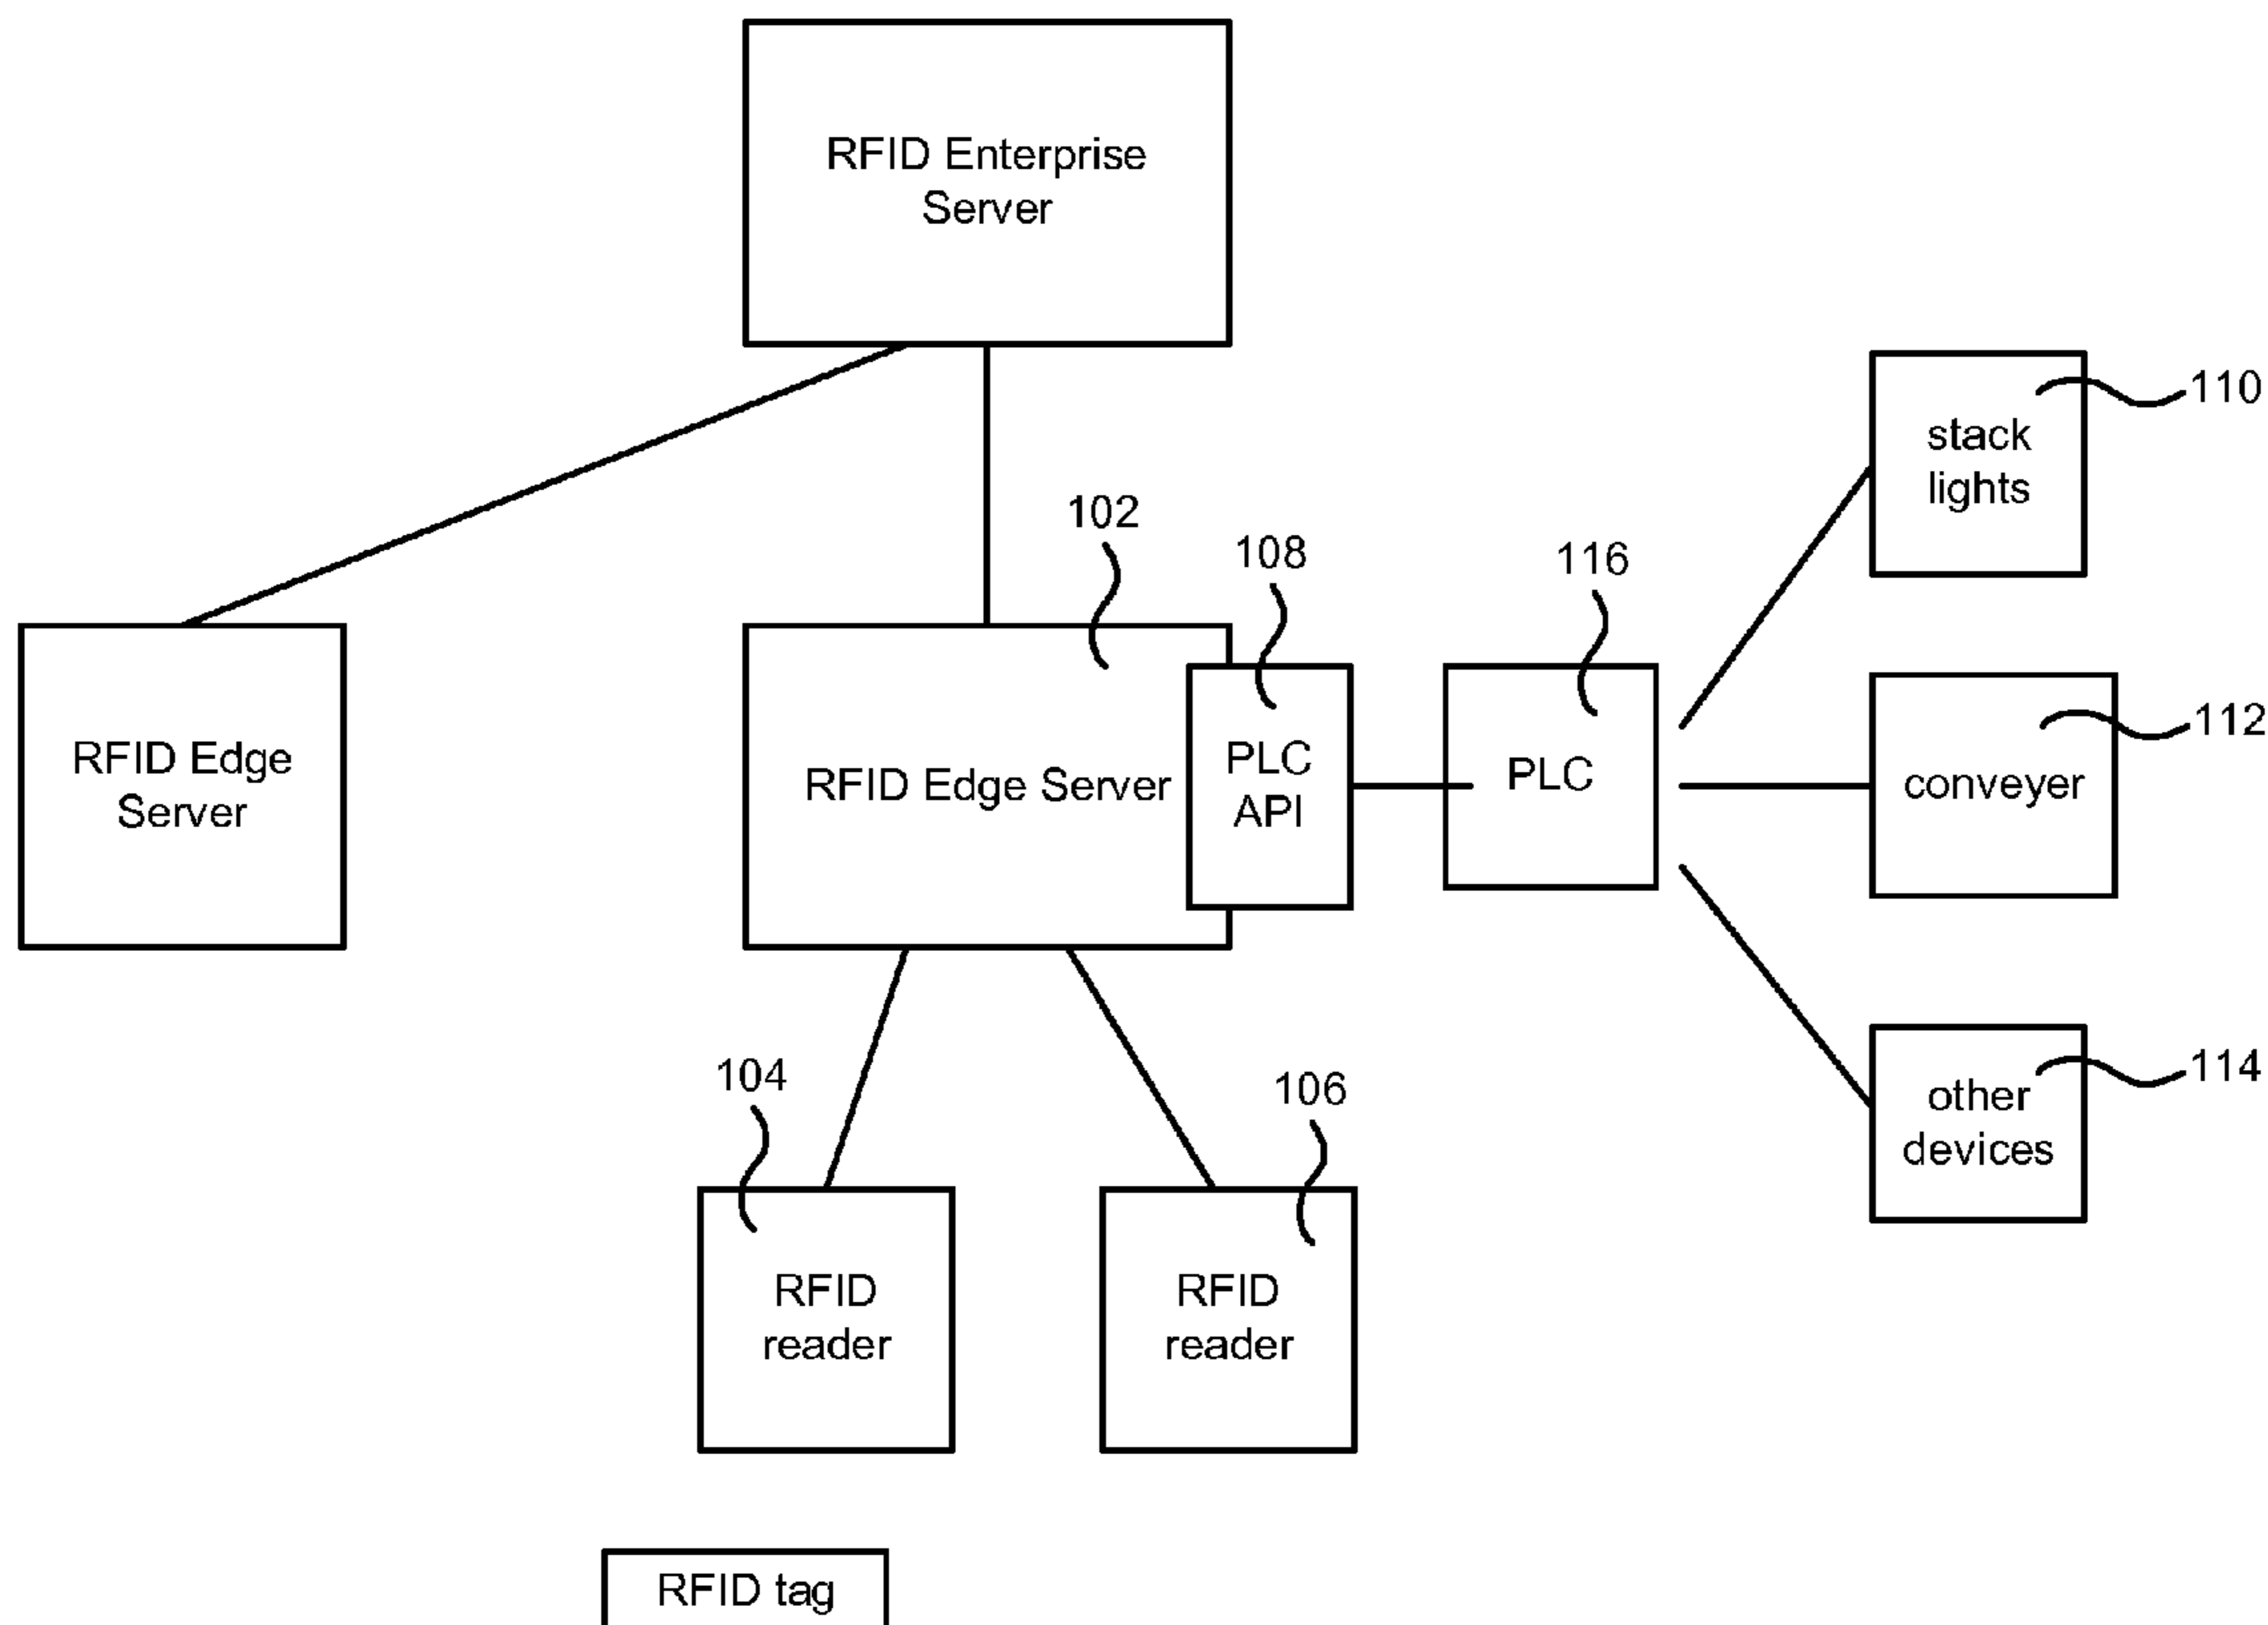 RFID Enterprise
Server
110
stack
lights
102
108
116
112
RFID Edge
Server
RFID Edge Server
PLC
API
PLC
conveyer
104
106
114
other
devices
RFID
reader
RFID
reader
RFID tag